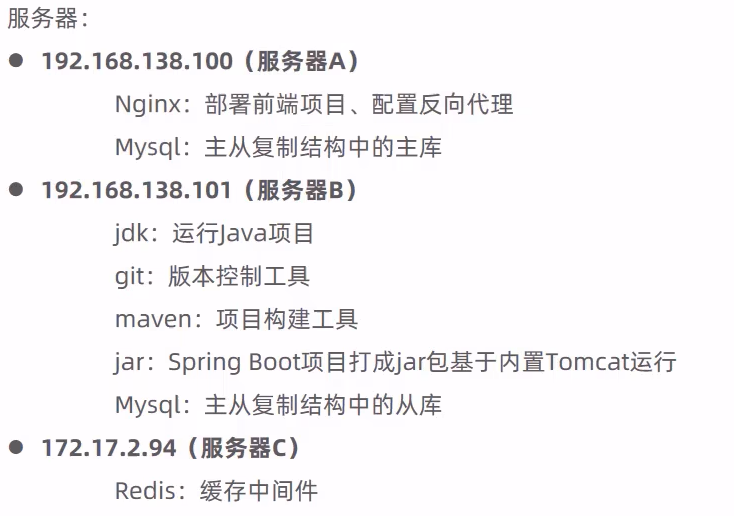 服务器：
● 192.168.138.100（服务器A）
Nginx：部署前端项目、配置反向代理
Mysql：主从复制结构中的主库
● 192.168.138.101（服务器B）
jdk：运行Java项目
git：版本控制工具
maven：项目构建工具
jar：Spring Boot项目打成jar包基于内置Tomcat运行
Mysql：主从复制结构中的从库
● 172.17.2.94（服务器C）
Redis：缓存中间件